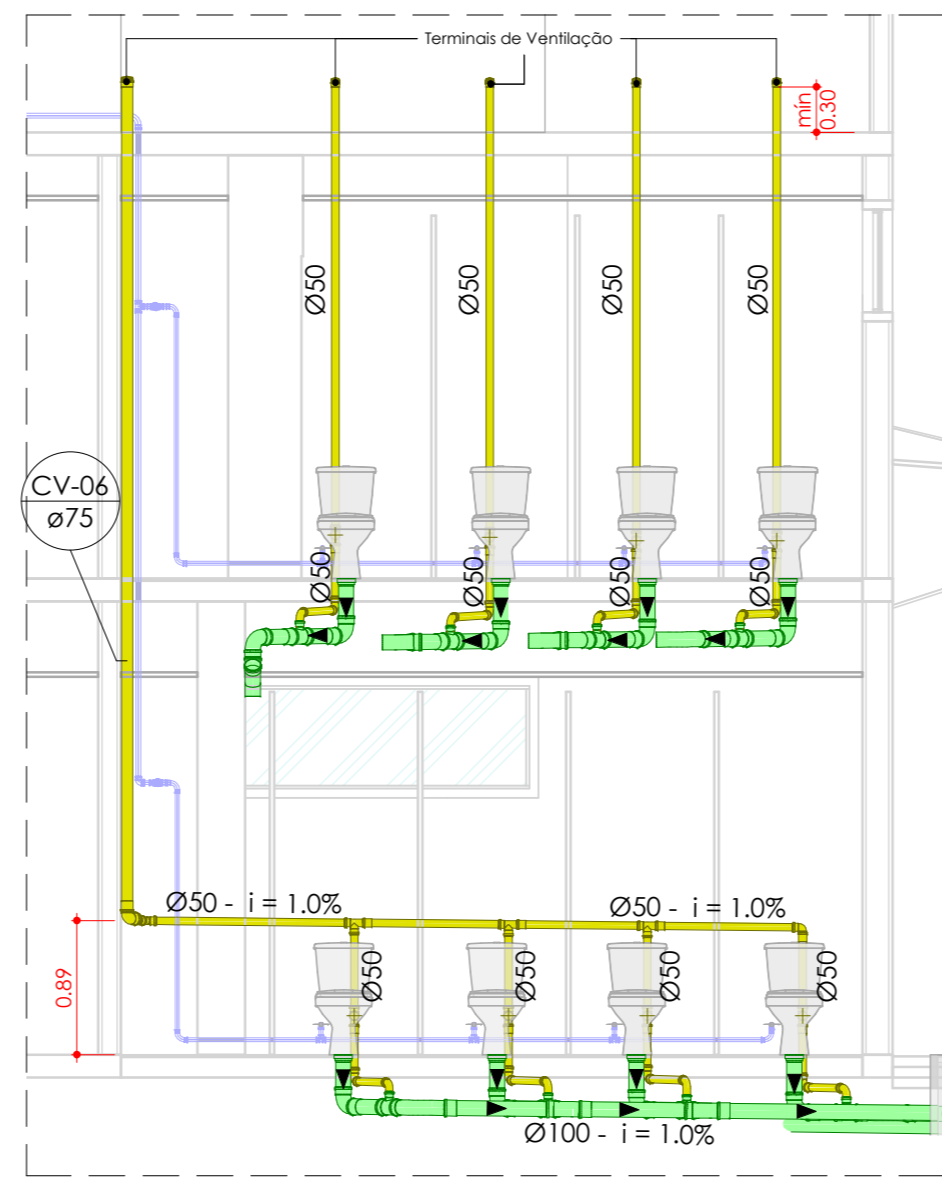 Terminais de Ventilação
mín
0.30
Ø50
Ø50
Ø50
Ø50
CV-06
ø75
Ø50
Ø50
Ø50
Ø50
Ø50 - i = 1.0%
Ø50 - i = 1.0%
0.89
Ø50
Ø50
Ø50
Ø50
Ø100 - i = 1.0%